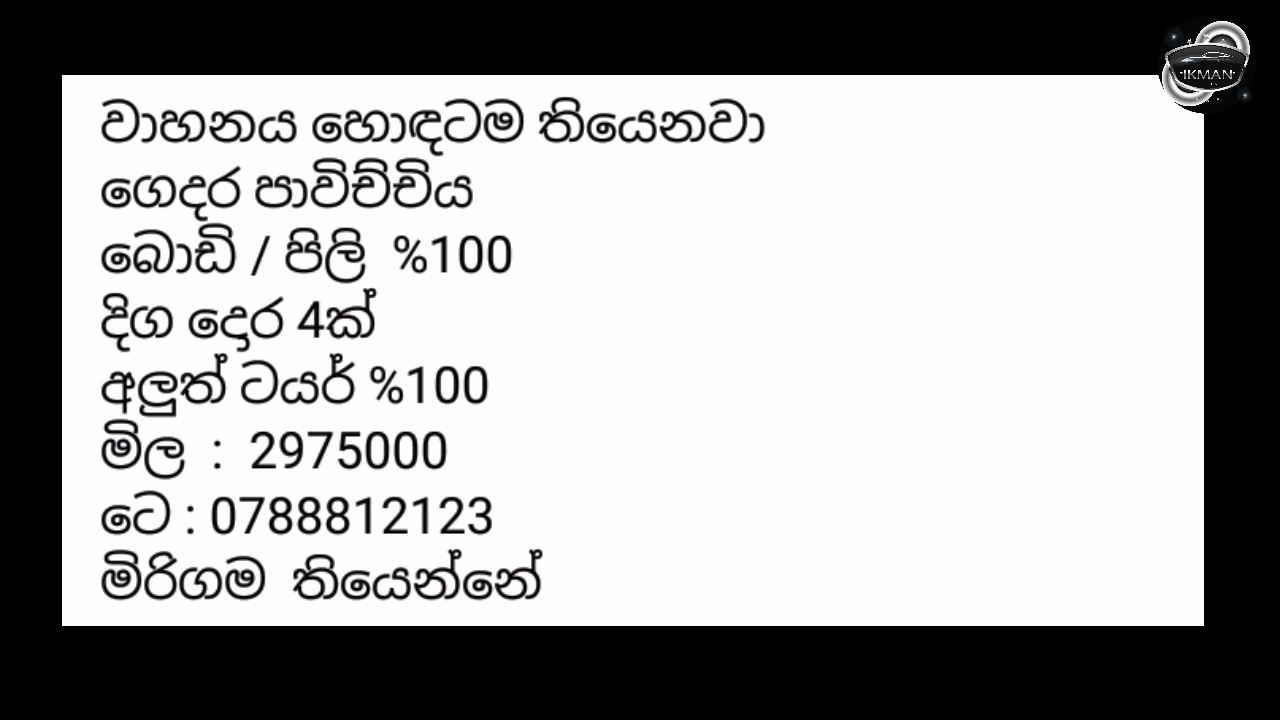 IKMAN
වාහනය හොඳටම තියෙනවා
ගෙදර පාවිච්චිය
බොඩි / පිලි %100
දිග දොර 4ක්
අලුත් ටයර් %100
මිල : 2975000
ටෙ : 0788812123
මිරිගම තියෙන්නේ